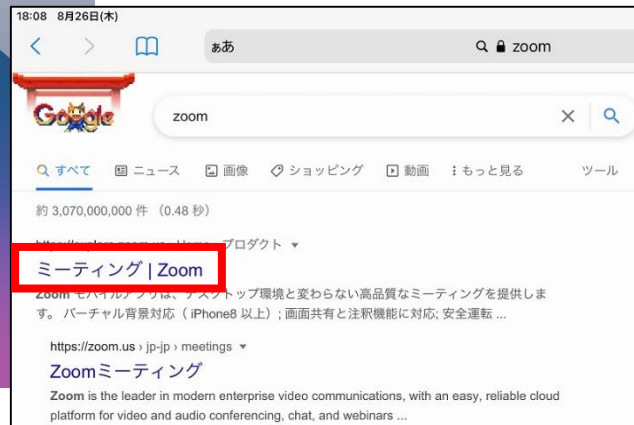 18:08 8月26日(木)
ぁあ zoom
Google
zoom
すべて ニュース 画像 ショッピング 動画 もっと見る ツール
約 3,070,000,000 件 （0.48 秒）
プロダクト
ミーティング | Zoom
Zoom モバイルアプリは、デスクトップ環境と変わらない高品質なミーティングを提供しま
す。 バーチャル背景対応（ iPhone8 以上）; 画面共有と注釈機能に対応; 安全運転 ...
https://zoom.us › jp-jp › meetings
Zoomミーティング
Zoom is the leader in modern enterprise video communications, with an easy, reliable cloud
platform for video and audio conferencing, chat, and webinars ...